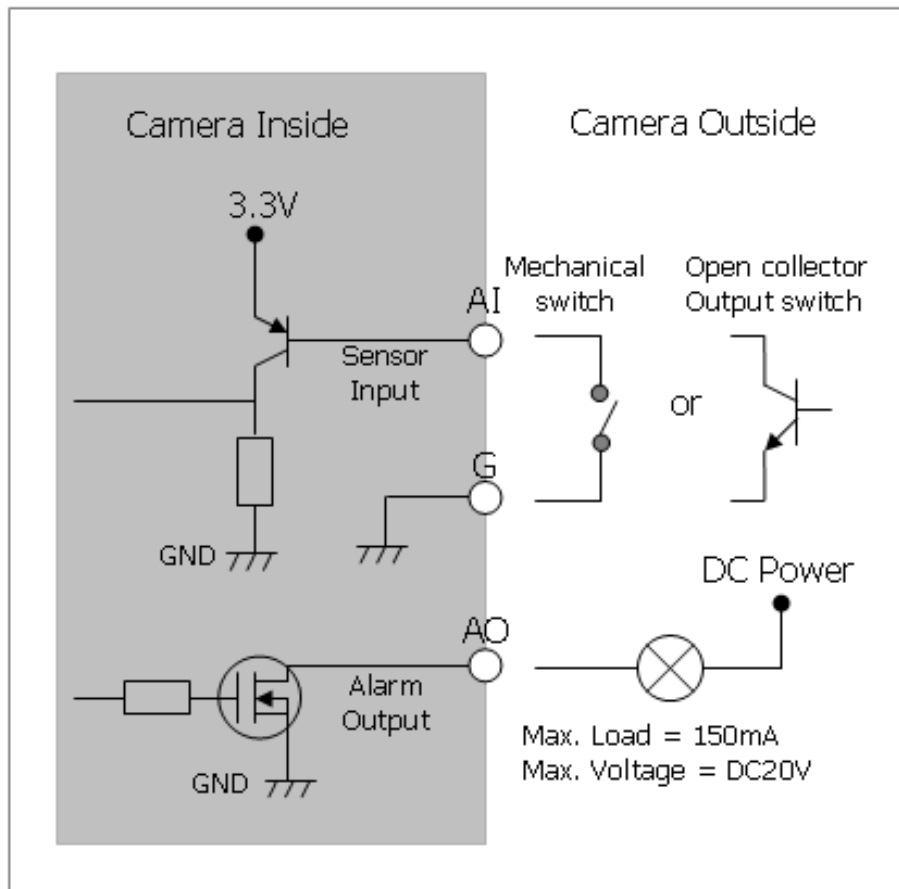 Camera Inside
Camera Outside
3.3V
Mechanical
switch
Open collector
Output switch
AI
Sensor
Input
or
G
GND
DC Power
AO
Alarm
Output
Max. Load = 150mA
Max. Voltage = DC20V
GND